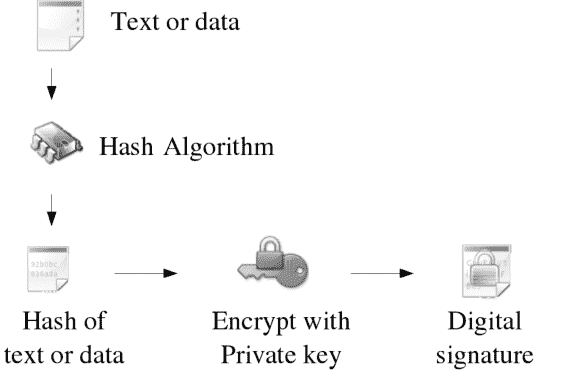 Text or data
Hash Algorithm
Hash of
text or data
Encrypt with
Private key
Digital
signature